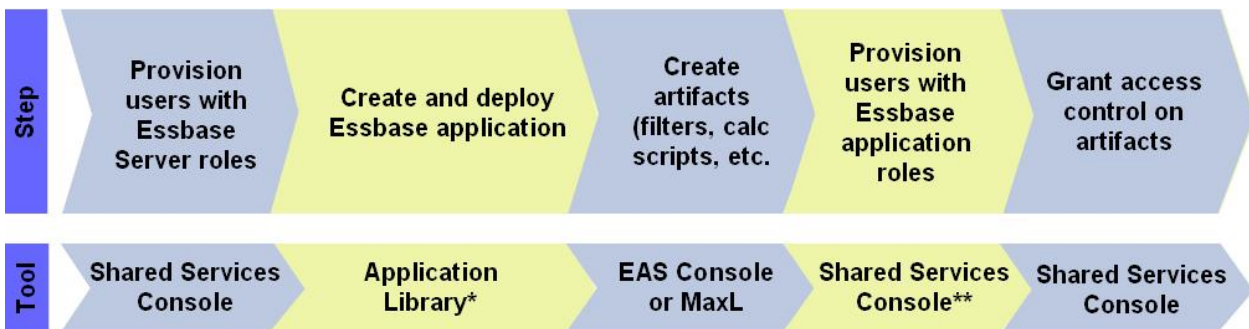 Step
Provision
users with
Essbase
Server roles
Create and deploy
Essbase application
Create
artifacts
(filters, calc
scripts, etc.
Provision
users with
Essbase
application
roles
Grant access
control on
artifacts
Tool
Shared Services
Console
Application
Library*
EAS Console
or MaxL
Shared Services
Console**
Shared Services
Console